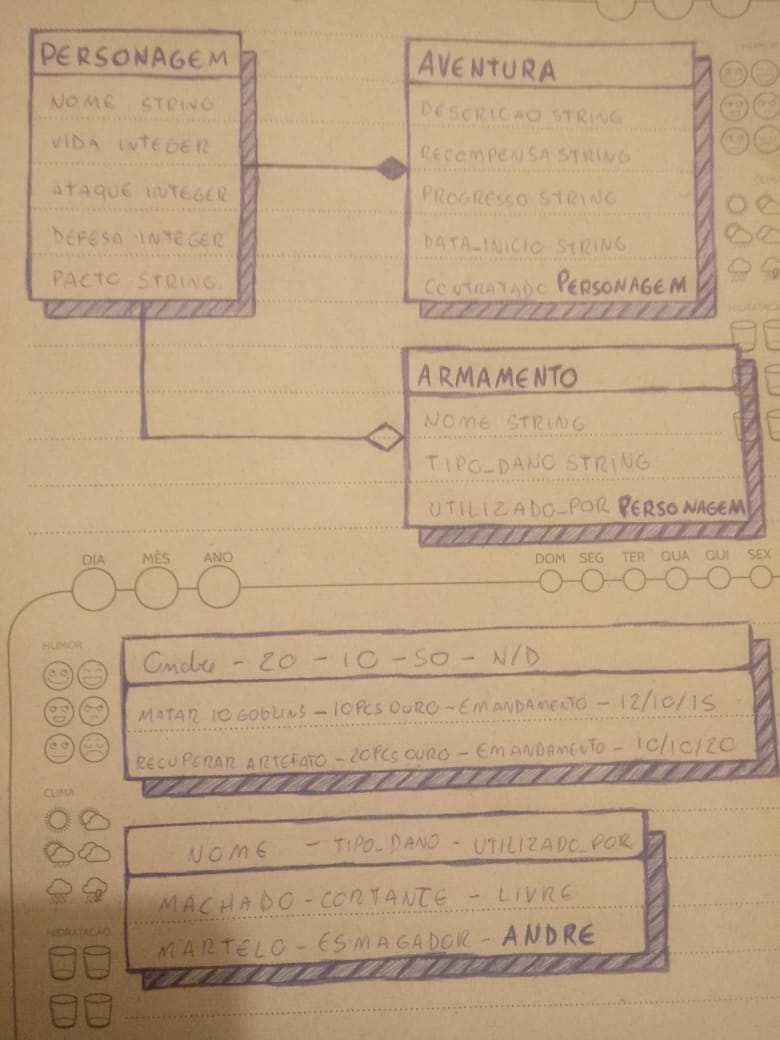 PERSONAGEM
NOME STRING
VIDA INTEGER
ATAQUE INTEGER
DEFESA INTEGER
PACTO STRING
AVENTURA
DESCRICAO STRING
RECOMPENSA STRING
PROGRESSO STRING
DATA_INICIO STRING
CONTRATADO PERSONAGEM
ARMAMENTO
NOME STRING
TIPO_DANO STRING
UTILIZADO_POR PERSONAGEM
DIA MÊS ANO
DOM SEG TER QUA QUI SEX
HUMOR
CLIMA
HIDRATAÇÃO
Andre - 20 - 10 - 50 - N/D
MATAR 10 GOBLINS - 10PCS OURO - EM ANDAMENTO - 12/10/15
RECUPERAR ARTEFATO - 20PCS OURO - EM ANDAMENTO - 10/10/20
NOME - TIPO_DANO - UTILIZADO_POR
MACHADO - CORTANTE - LIVRE
MARTELO - ESMAGADOR - ANDRE